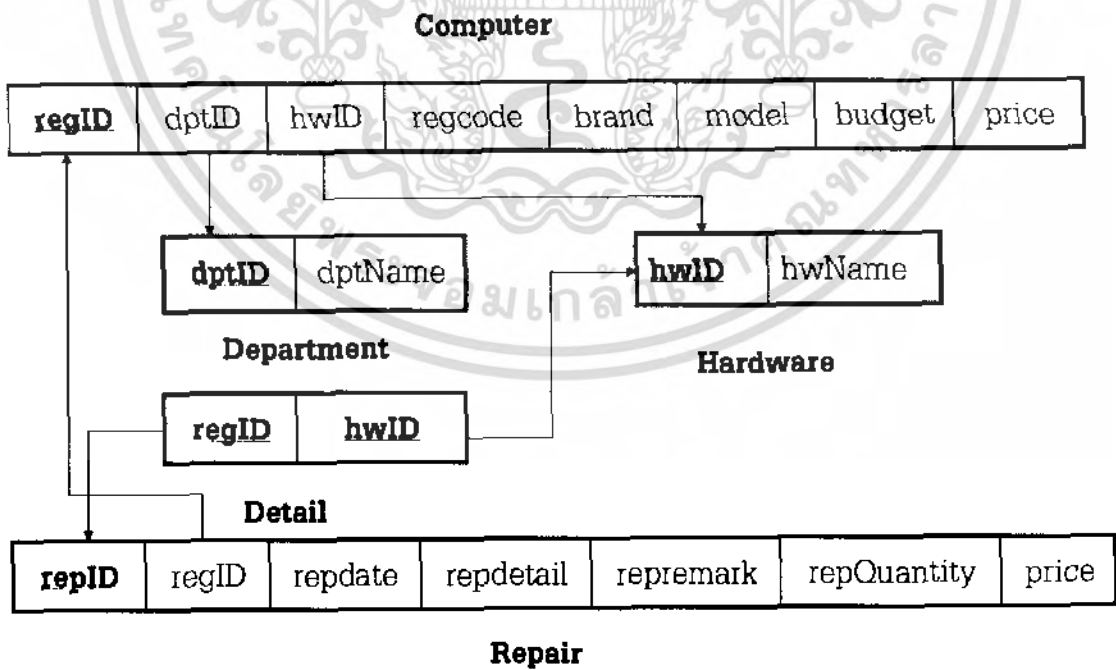 Computer
regID dptID hwID regcode brand model budget price
dptID dptName
hwID hwName
Department
Hardware
regID hwID
Detail
repID regID repdate repdetail repremark repQuantity price
Repair